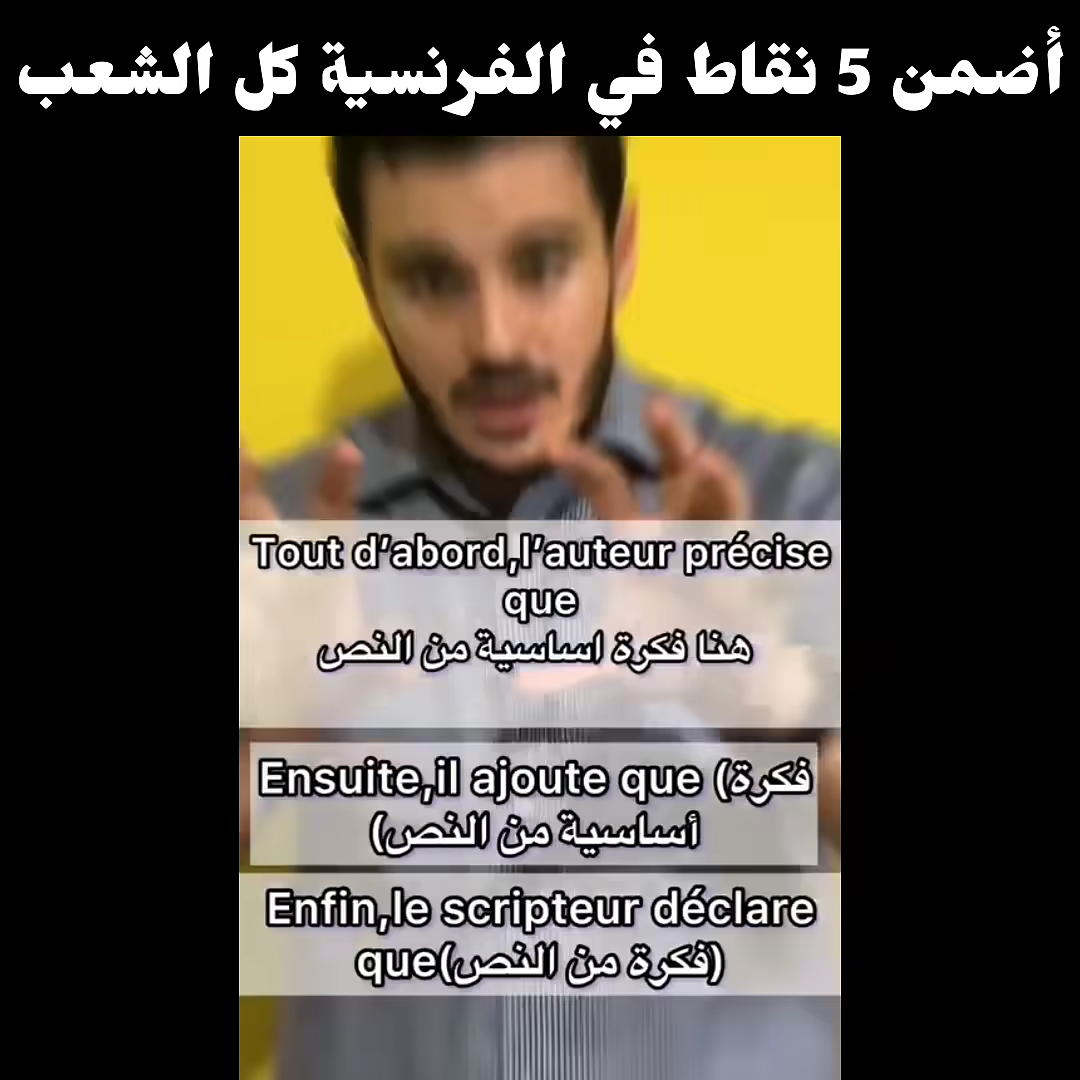 أضمن 5 نقاط في الفرنسية كل الشعب
Tout d’abord,l’auteur précise
que
هنا فكرة اساسية من النص
Ensuite,il ajoute que (فكرة
أساسية من النص)
Enfin,le scripteur déclare
que(فكرة من النص)